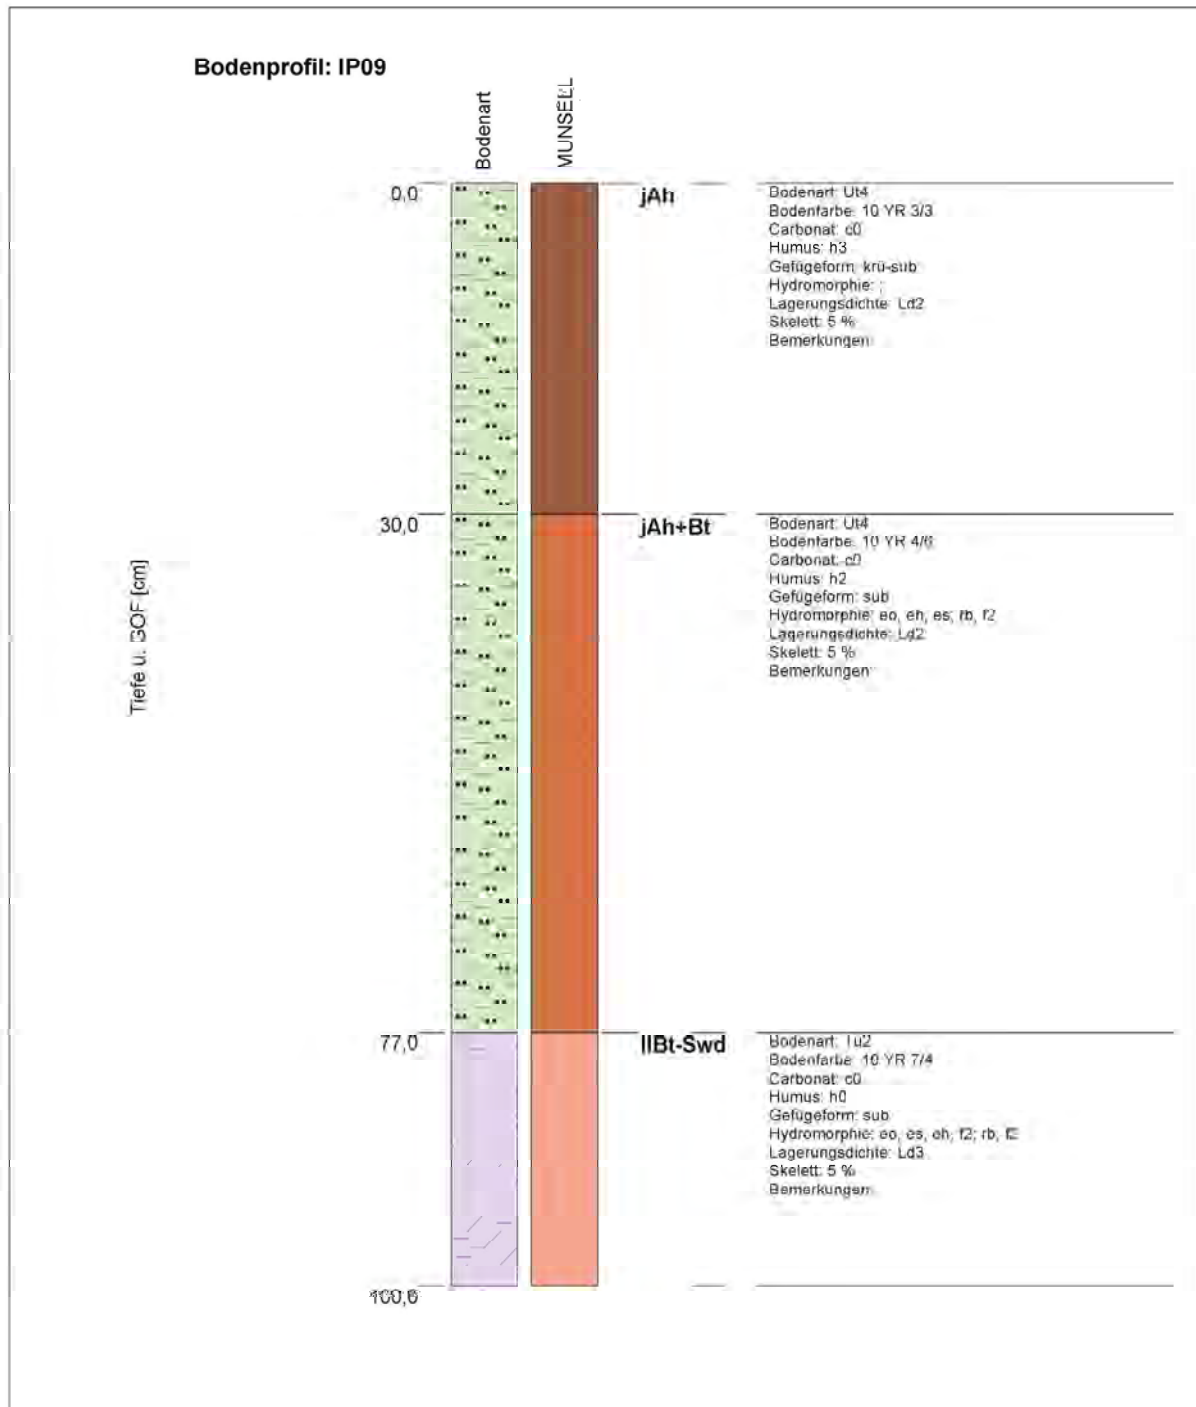 Bodenprofil: IP09
Bodenart
MUNSELL
Tiefe u. GOF [cm]
0,0
jAh
Bodenart: Ut4
Bodenfarbe: 10 YR 3/3
Carbonat: c0
Humus: h3
Gefügeform: krü-sub
Hydromorphie: ;
Lagerungsdichte: Ld2
Skelett: 5 %
Bemerkungen:
30,0
jAh+Bt
Bodenart: Ut4
Bodenfarbe: 10 YR 4/6
Carbonat: c0
Humus: h2
Gefügeform: sub
Hydromorphie: eo, eh, es; rb, f2
Lagerungsdichte: Ld2
Skelett: 5 %
Bemerkungen:
77,0
IIBt-Swd
Bodenart: Tu2
Bodenfarbe: 10 YR 7/4
Carbonat: c0
Humus: h0
Gefügeform: sub
Hydromorphie: eo, es, eh, f2; rb,
Lagerungsdichte: Ld3
Skelett: 5 %
Bemerkungen:
100,0